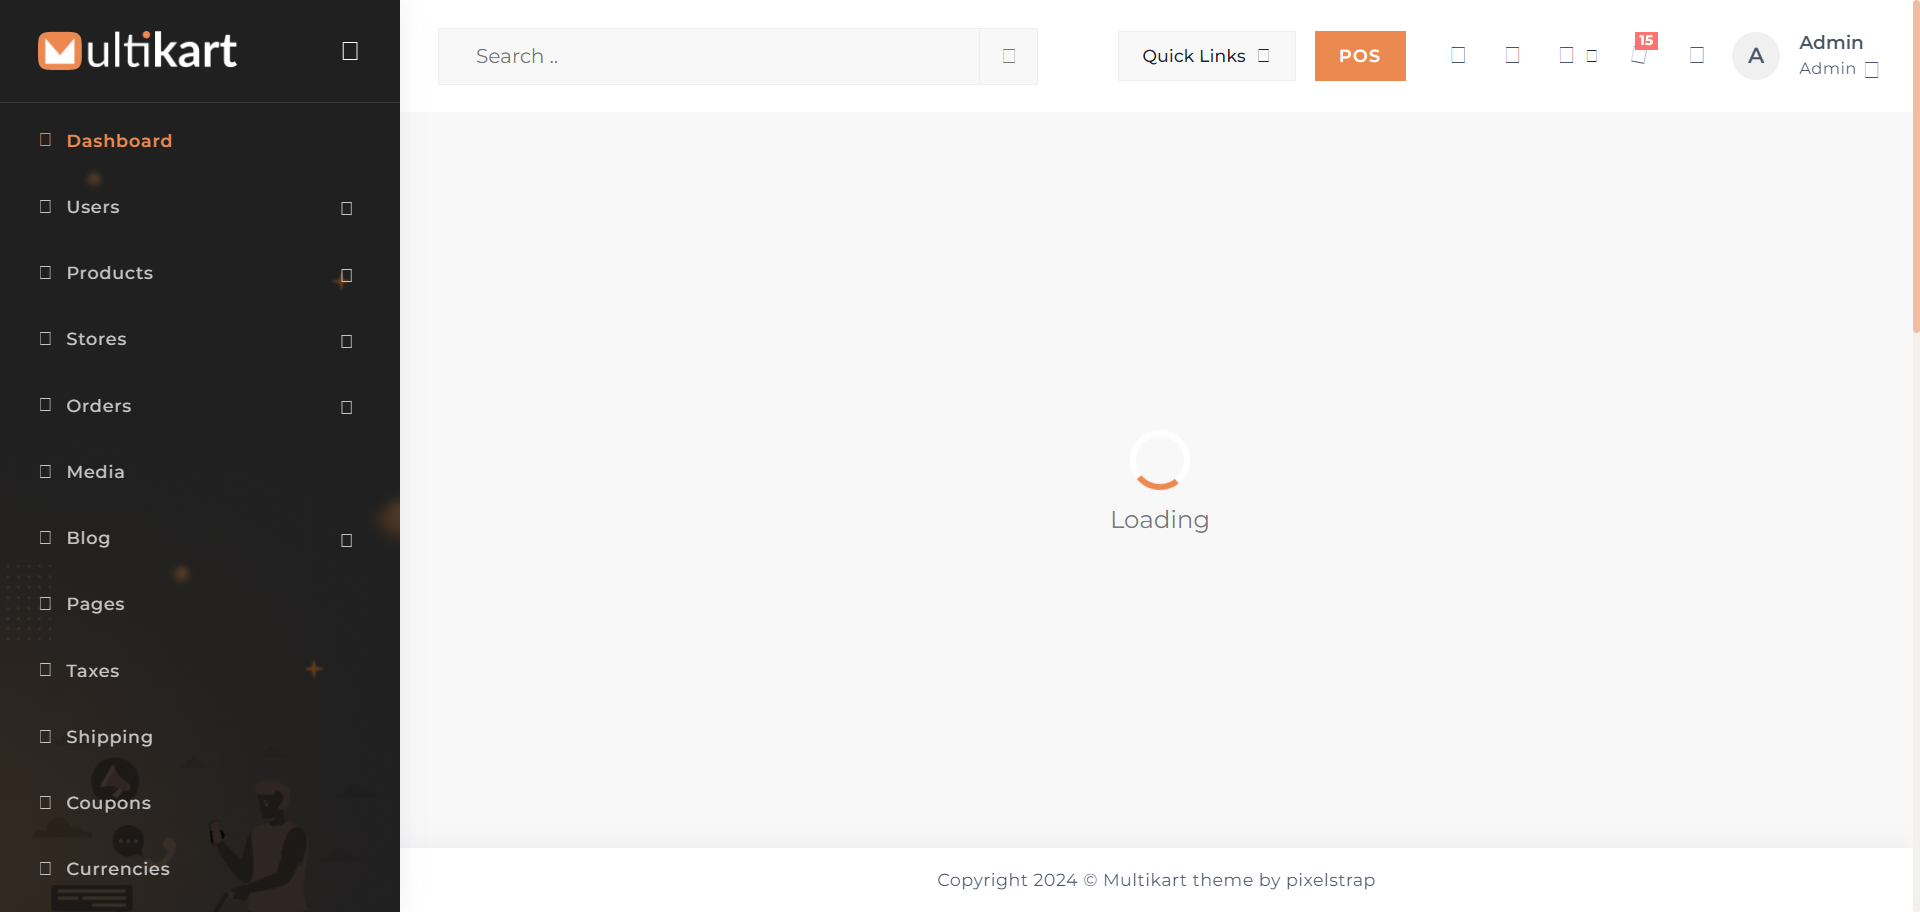 Multikart
Search ..
Quick Links
POS
15
A
Admin
Admin
Dashboard
Users
Products
Stores
Orders
Media
Blog
Pages
Taxes
Shipping
Coupons
Currencies
Loading
Copyright 2024 © Multikart theme by pixelstrap